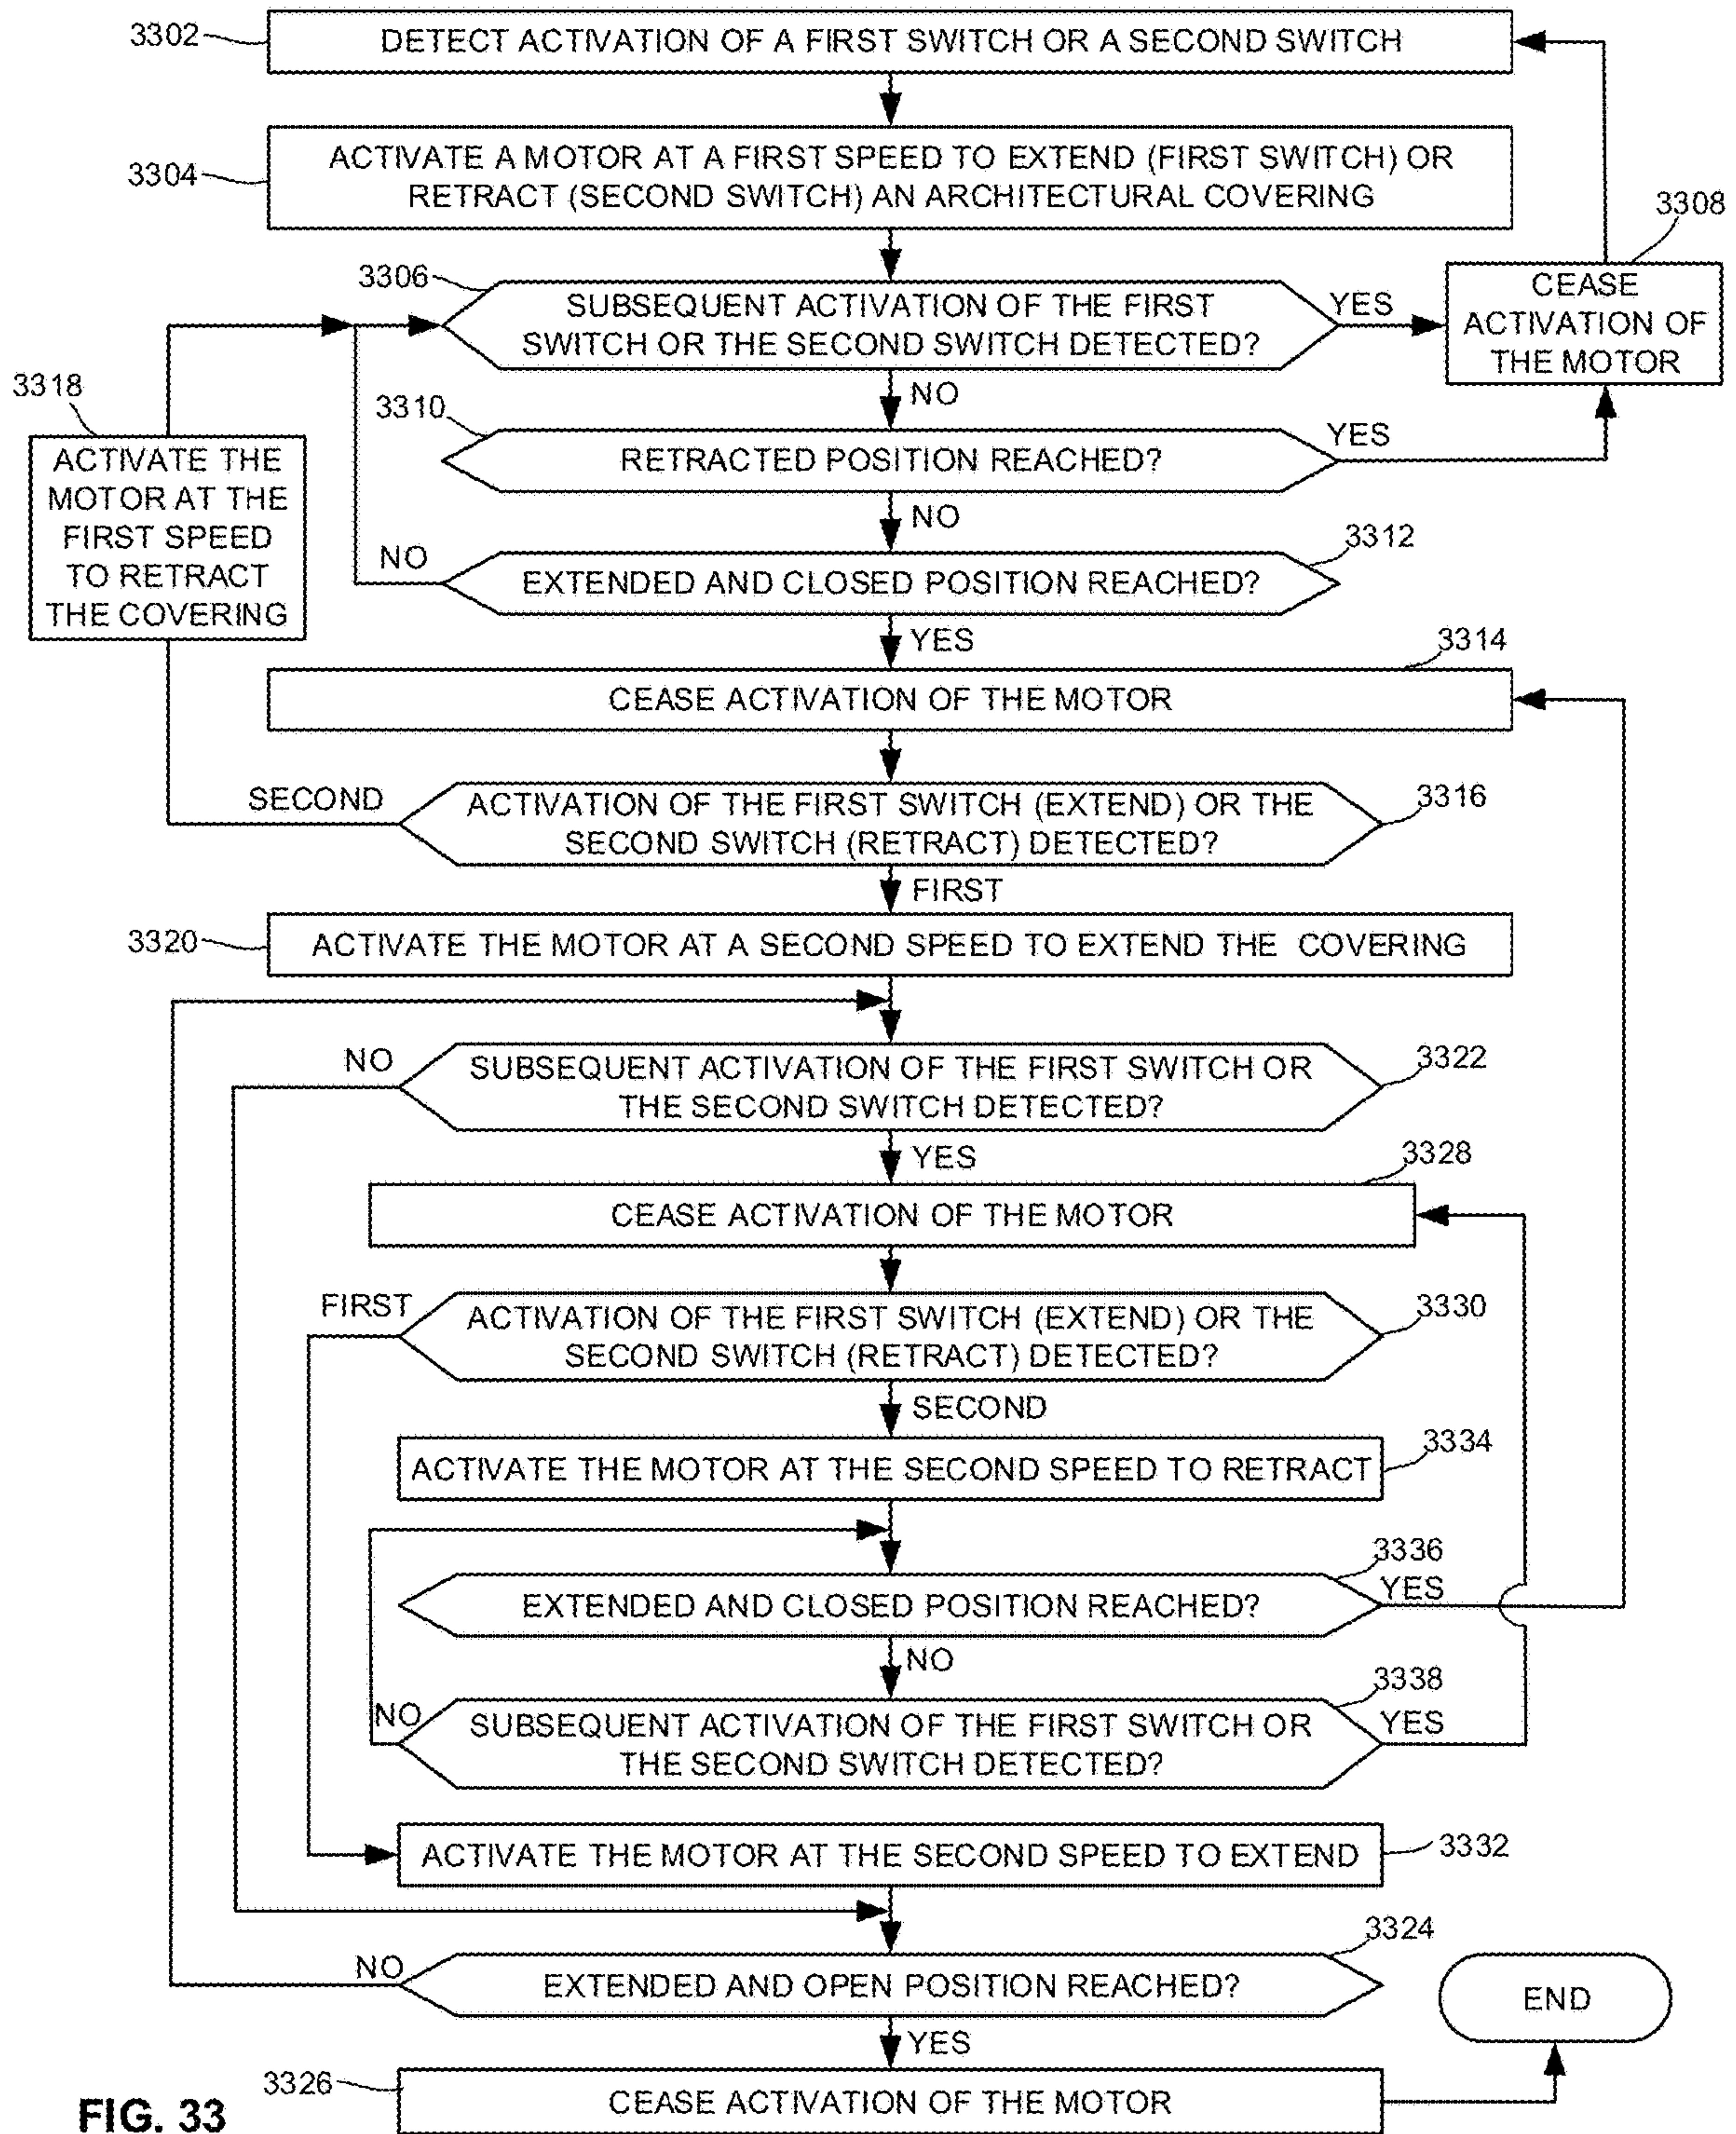 3302
DETECT ACTIVATION OF A FIRST SWITCH OR A SECOND SWITCH
3304
ACTIVATE A MOTOR AT A FIRST SPEED TO EXTEND (FIRST SWITCH) OR
RETRACT (SECOND SWITCH) AN ARCHITECTURAL COVERING
3308
CEASE
ACTIVATION OF
THE MOTOR
3306
SUBSEQUENT ACTIVATION OF THE FIRST
SWITCH OR THE SECOND SWITCH DETECTED?
YES
NO
3318
ACTIVATE THE
MOTOR AT THE
FIRST SPEED
TO RETRACT
THE COVERING
3310
RETRACTED POSITION REACHED?
YES
NO
3312
NO
EXTENDED AND CLOSED POSITION REACHED?
YES
3314
CEASE ACTIVATION OF THE MOTOR
SECOND
ACTIVATION OF THE FIRST SWITCH (EXTEND) OR THE
SECOND SWITCH (RETRACT) DETECTED?
3316
FIRST
3320
ACTIVATE THE MOTOR AT A SECOND SPEED TO EXTEND THE COVERING
NO
SUBSEQUENT ACTIVATION OF THE FIRST SWITCH OR
THE SECOND SWITCH DETECTED?
3322
YES
3328
CEASE ACTIVATION OF THE MOTOR
FIRST
ACTIVATION OF THE FIRST SWITCH (EXTEND) OR THE
SECOND SWITCH (RETRACT) DETECTED?
3330
SECOND
ACTIVATE THE MOTOR AT THE SECOND SPEED TO RETRACT
3334
3336
EXTENDED AND CLOSED POSITION REACHED?
YES
NO
3338
NO
SUBSEQUENT ACTIVATION OF THE FIRST SWITCH OR
THE SECOND SWITCH DETECTED?
YES
ACTIVATE THE MOTOR AT THE SECOND SPEED TO EXTEND
3332
3324
NO
EXTENDED AND OPEN POSITION REACHED?
END
YES
3326
CEASE ACTIVATION OF THE MOTOR
FIG. 33